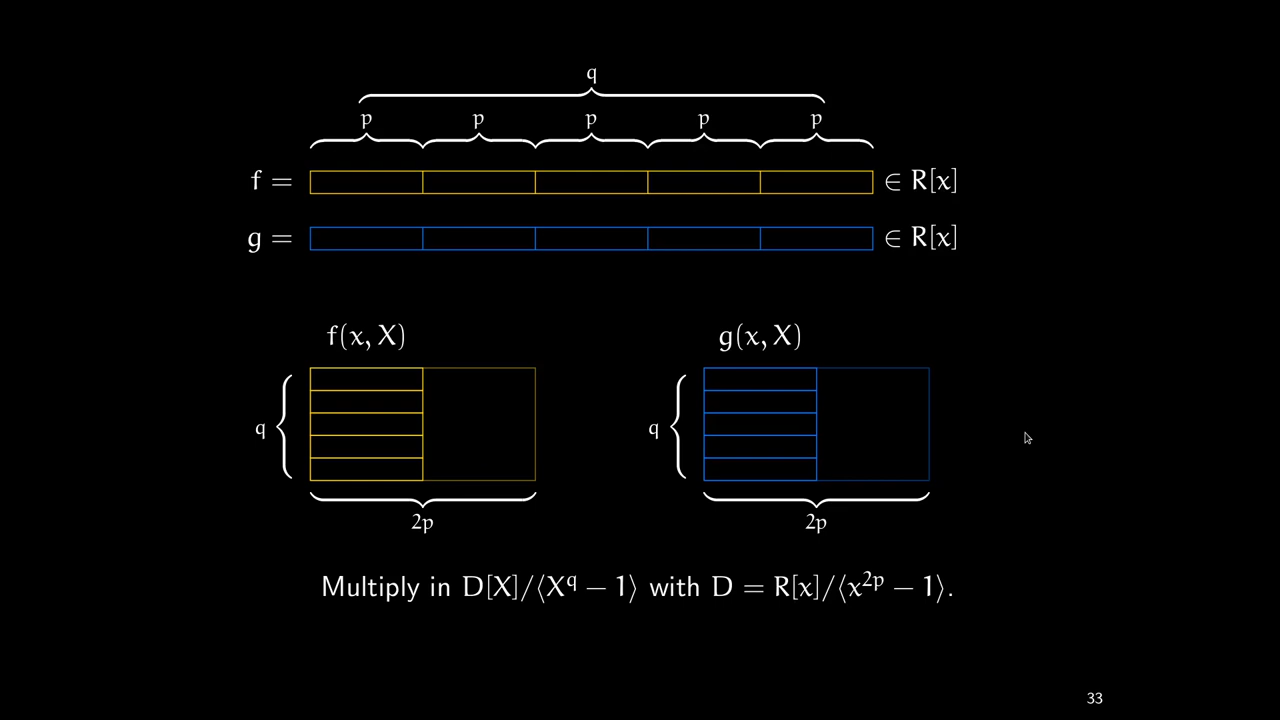 q
p p p p p
f = ∈ R[x]
g = ∈ R[x]
f(x, X) g(x, X)
q q
2p 2p
Multiply in D[X]/⟨X^q − 1⟩ with D = R[x]/⟨x^2p − 1⟩.
33